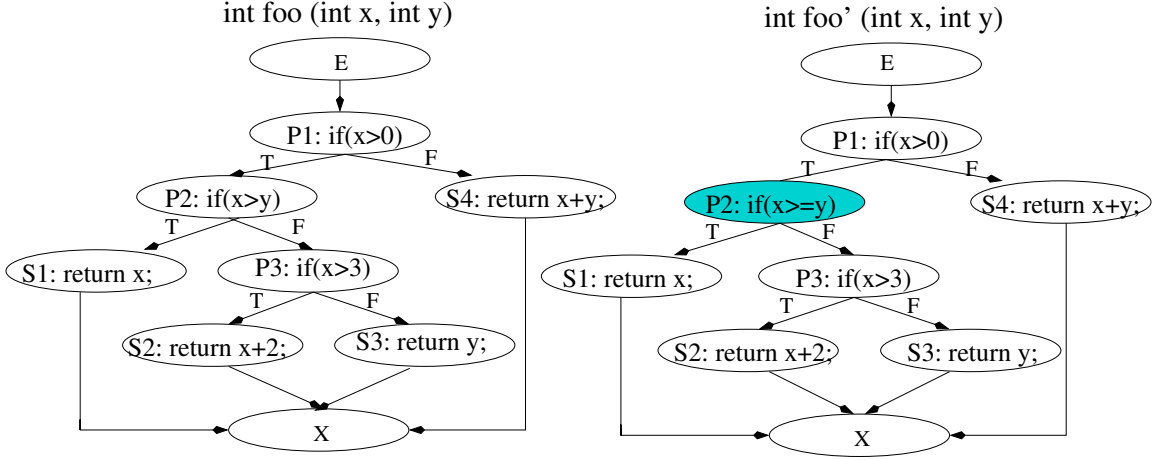 int foo (int x, int y)
E
P1: if(x>0)
T
F
P2: if(x>y)
S4: return x+y;
T
F
S1: return x;
P3: if(x>3)
T
F
S2: return x+2;
S3: return y;
X
int foo’ (int x, int y)
E
P1: if(x>0)
T
F
P2: if(x>=y)
S4: return x+y;
T
F
S1: return x;
P3: if(x>3)
T
F
S2: return x+2;
S3: return y;
X